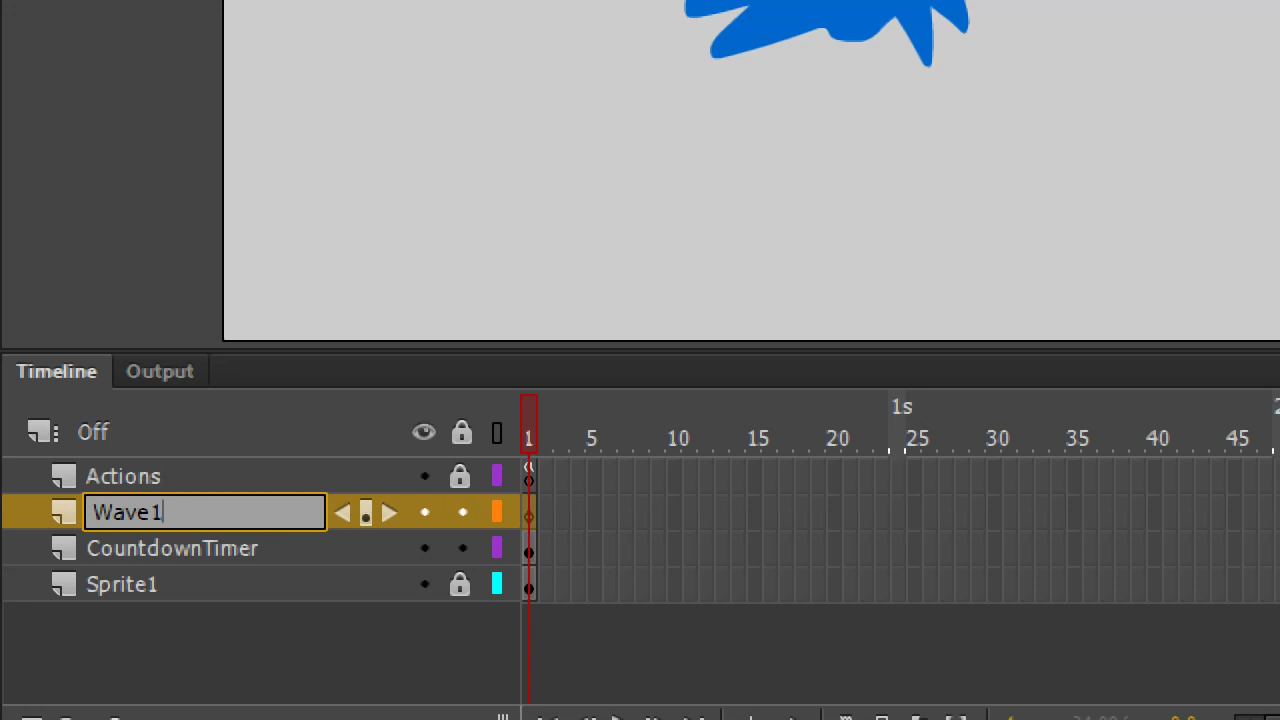 Timeline Output
1s
Off 1 5 10 15 20 25 30 35 40 45
Actions
Wave1
CountdownTimer
Sprite1